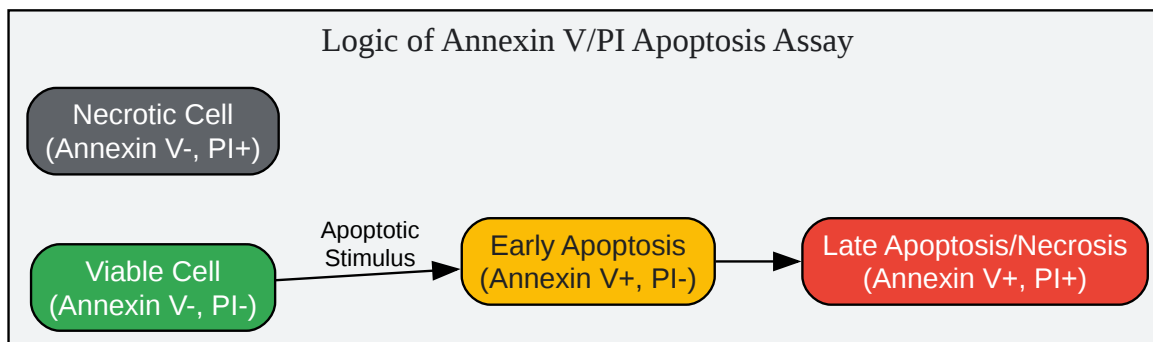 Logic of Annexin V/PI Apoptosis Assay
Necrotic Cell
(Annexin V-, PI+)
Viable Cell
(Annexin V-, PI-)
Apoptotic
Stimulus
Early Apoptosis
(Annexin V+, PI-)
Late Apoptosis/Necrosis
(Annexin V+, PI+)